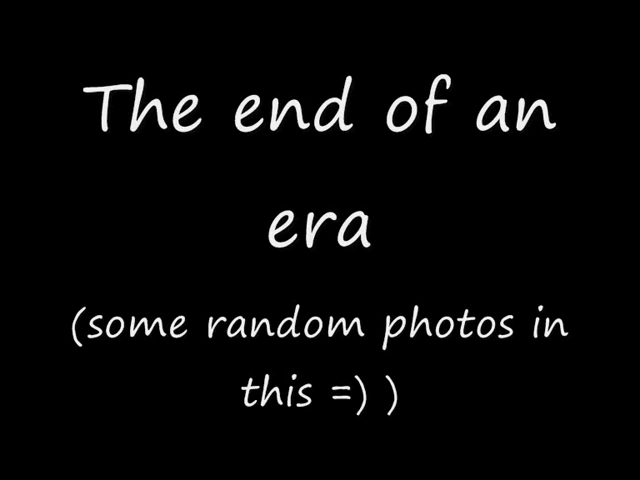 The end of an
era
(some random photos in
this =) )